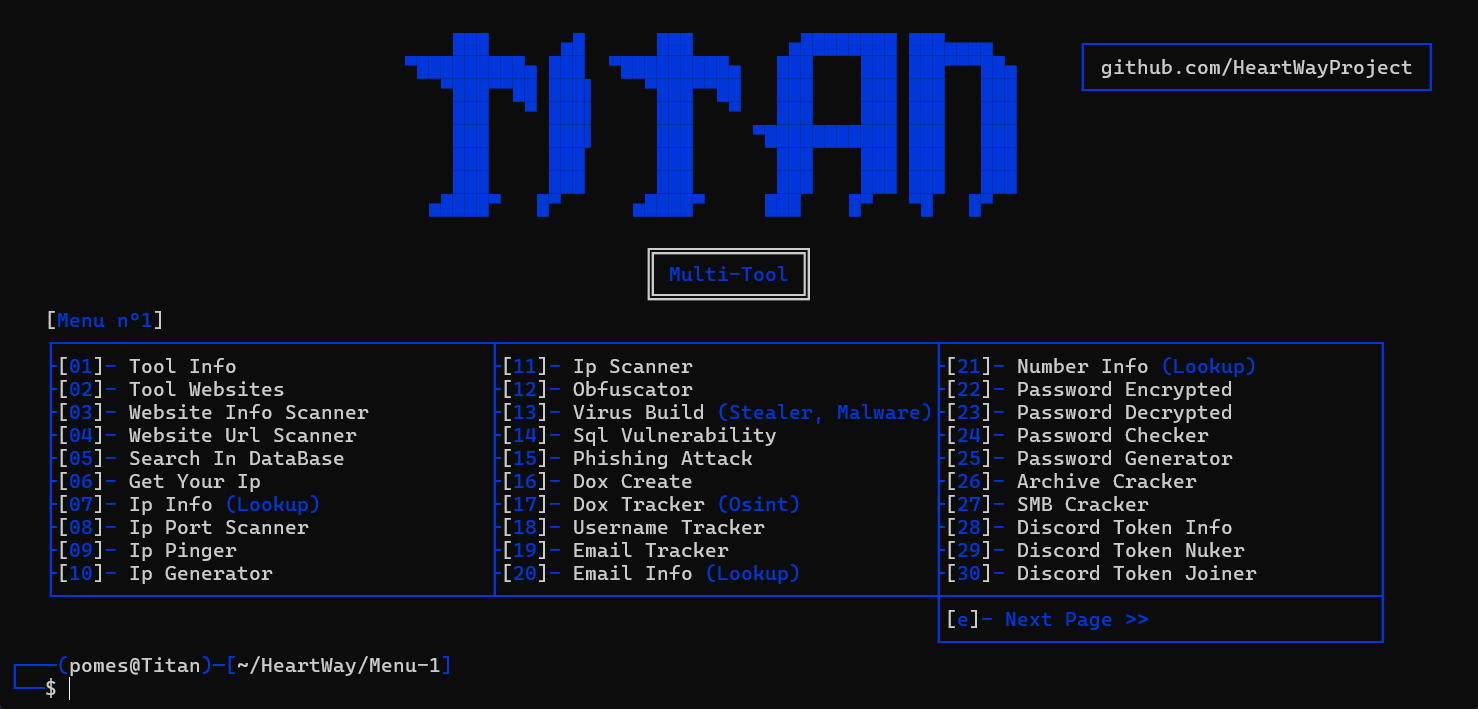 TITAN
github.com/HeartWayProject
Multi-Tool
[Menu n°1]
[01]- Tool Info
[02]- Tool Websites
[03]- Website Info Scanner
[04]- Website Url Scanner
[05]- Search In DataBase
[06]- Get Your Ip
[07]- Ip Info (Lookup)
[08]- Ip Port Scanner
[09]- Ip Pinger
[10]- Ip Generator
[11]- Ip Scanner
[12]- Obfuscator
[13]- Virus Build (Stealer, Malware)
[14]- Sql Vulnerability
[15]- Phishing Attack
[16]- Dox Create
[17]- Dox Tracker (Osint)
[18]- Username Tracker
[19]- Email Tracker
[20]- Email Info (Lookup)
[21]- Number Info (Lookup)
[22]- Password Encrypted
[23]- Password Decrypted
[24]- Password Checker
[25]- Password Generator
[26]- Archive Cracker
[27]- SMB Cracker
[28]- Discord Token Info
[29]- Discord Token Nuker
[30]- Discord Token Joiner
[e]- Next Page >>
(pomes@Titan)-[~/HeartWay/Menu-1]
$